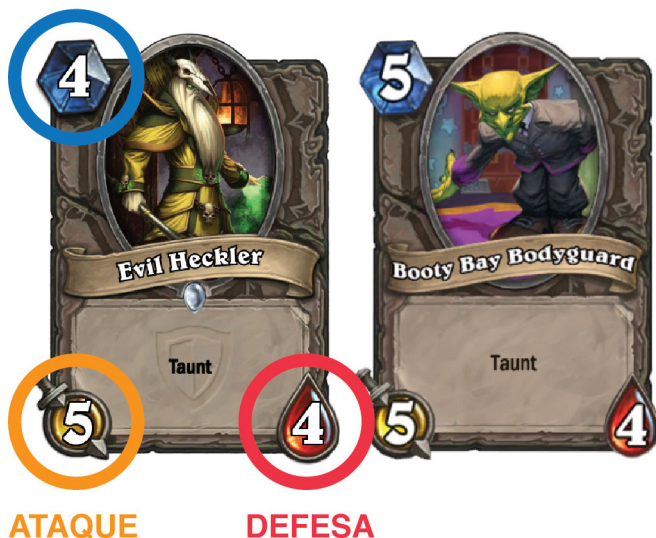 4
Evil Heckler
Taunt
5
4
ATAQUE
DEFESA
5
Booty Bay Bodyguard
Taunt
5
4